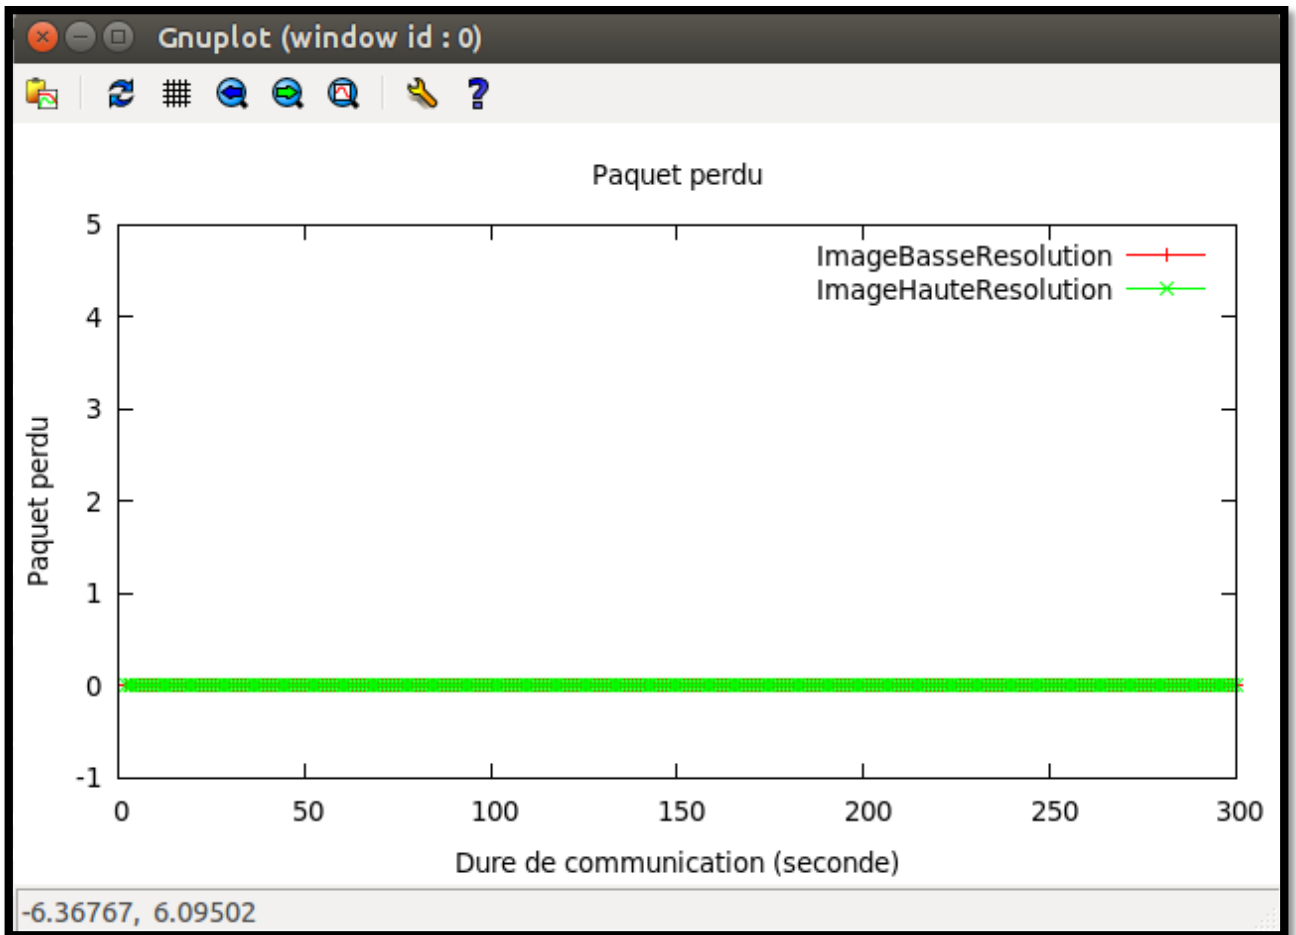 Gnuplot (window id : 0)
?
Paquet perdu
5
4
3
2
1
0
-1
Paquet perdu
ImageBasseResolution
ImageHauteResolution
0 50 100 150 200 250 300
Dure de communication (seconde)
-6.36767, 6.09502